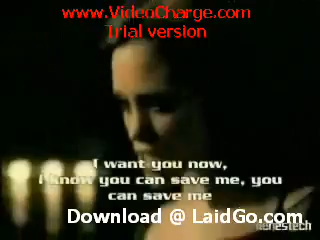 www.VideoCharge.com
Trial version
I want you now,
I know you can save me, you
can save me
Download @ LaidGo.com